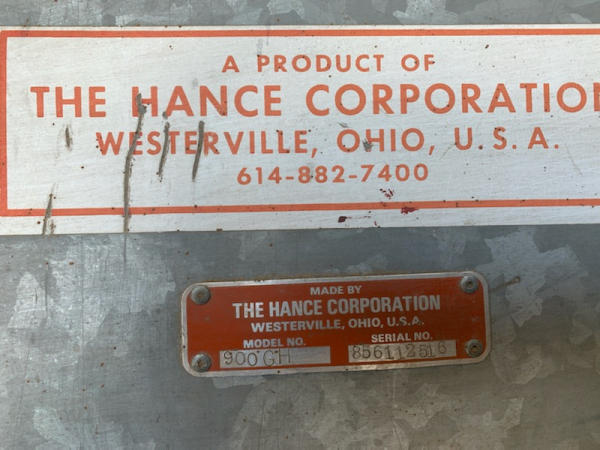 A PRODUCT OF
THE HANCE CORPORATION
WESTERVILLE, OHIO, U.S.A.
614-882-7400
MADE BY
THE HANCE CORPORATION
WESTERVILLE, OHIO, U.S.A.
MODEL NO. SERIAL NO.
900 GH 856112516